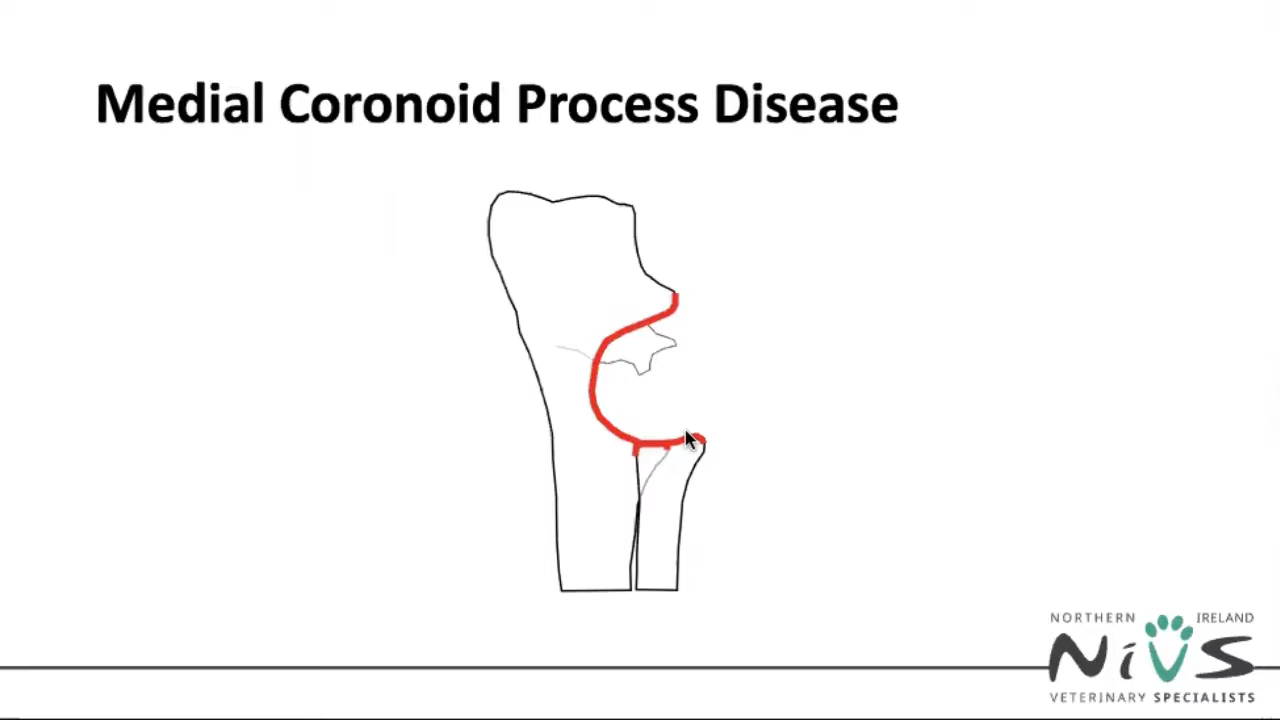 Medial Coronoid Process Disease
NORTHERN IRELAND
NiVS
VETERINARY SPECIALISTS